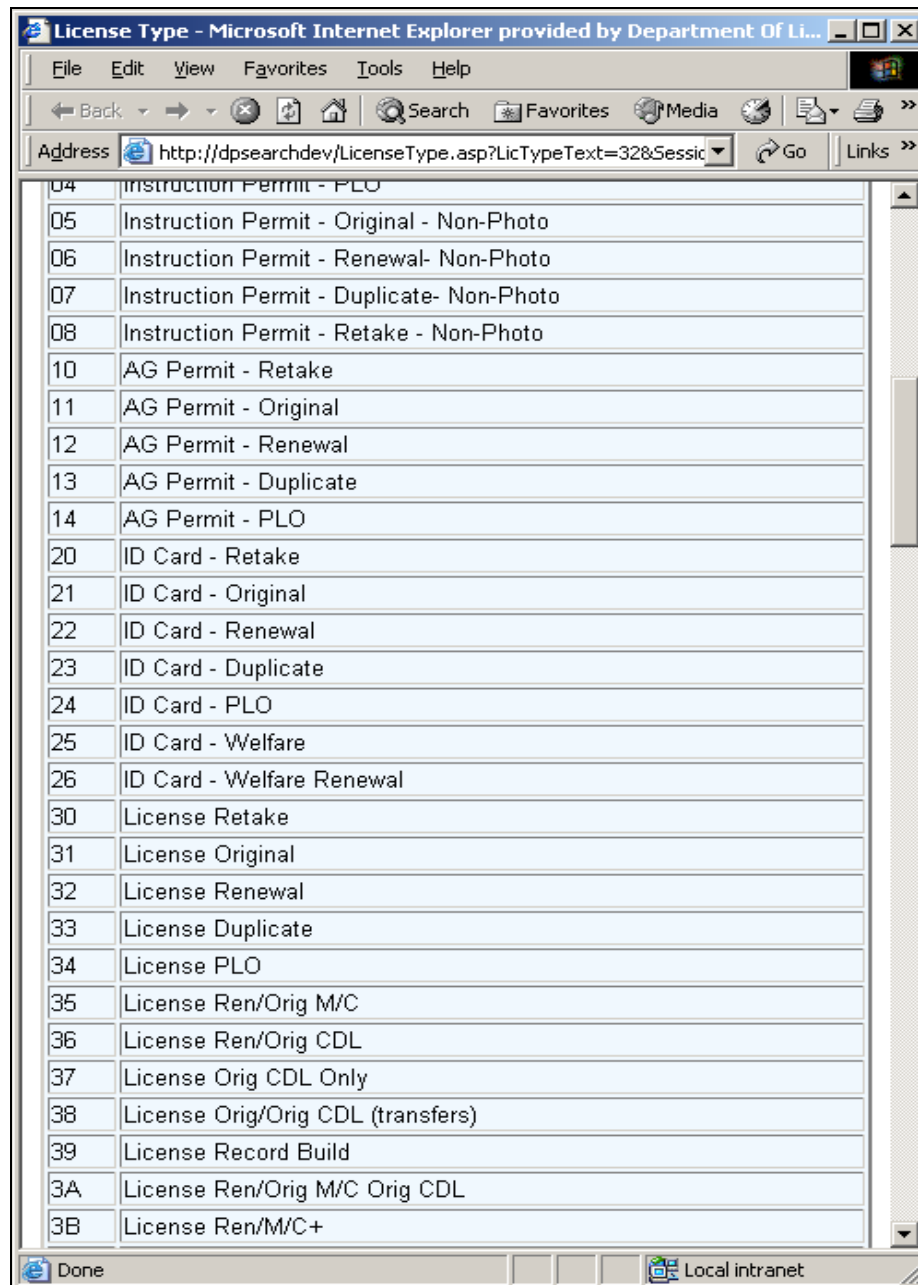 License Type - Microsoft Internet Explorer provided by Department Of Li...
File Edit View Favorites Tools Help
Back Search Favorites Media »
Address http://dpsearchdev/LicenseType.asp?LicTypeText=32&Sessic Go Links »
04 Instruction Permit - PLO
05 Instruction Permit - Original - Non-Photo
06 Instruction Permit - Renewal- Non-Photo
07 Instruction Permit - Duplicate- Non-Photo
08 Instruction Permit - Retake - Non-Photo
10 AG Permit - Retake
11 AG Permit - Original
12 AG Permit - Renewal
13 AG Permit - Duplicate
14 AG Permit - PLO
20 ID Card - Retake
21 ID Card - Original
22 ID Card - Renewal
23 ID Card - Duplicate
24 ID Card - PLO
25 ID Card - Welfare
26 ID Card - Welfare Renewal
30 License Retake
31 License Original
32 License Renewal
33 License Duplicate
34 License PLO
35 License Ren/Orig M/C
36 License Ren/Orig CDL
37 License Orig CDL Only
38 License Orig/Orig CDL (transfers)
39 License Record Build
3A License Ren/Orig M/C Orig CDL
3B License Ren/M/C+
Done Local intranet